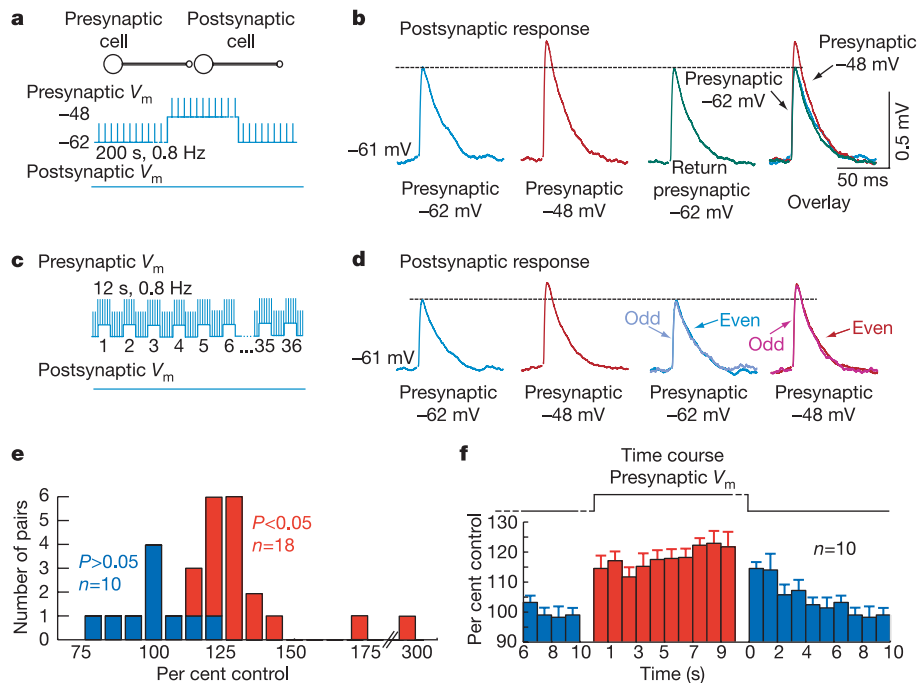 a
Presynaptic cell
Postsynaptic cell
Presynaptic Vm
−48
−62
200 s, 0.8 Hz
Postsynaptic Vm
b
Postsynaptic response
−61 mV
Presynaptic −62 mV
Presynaptic −48 mV
Return presynaptic −62 mV
Presynaptic −62 mV
Presynaptic −48 mV
Overlay
0.5 mV
50 ms
c
Presynaptic Vm
12 s, 0.8 Hz
1 2 3 4 5 6 ... 35 36
Postsynaptic Vm
d
Postsynaptic response
−61 mV
Odd
Even
Odd
Even
Presynaptic −62 mV
Presynaptic −48 mV
Presynaptic −62 mV
Presynaptic −48 mV
e
Number of pairs
6
5
4
3
2
1
0
P>0.05
n=10
P<0.05
n=18
75 100 125 150 175 300
Per cent control
f
Time course
Presynaptic Vm
Per cent control
130
120
110
100
90
n=10
6 8 10 1 3 5 7 9 0 2 4 6 8 10
Time (s)